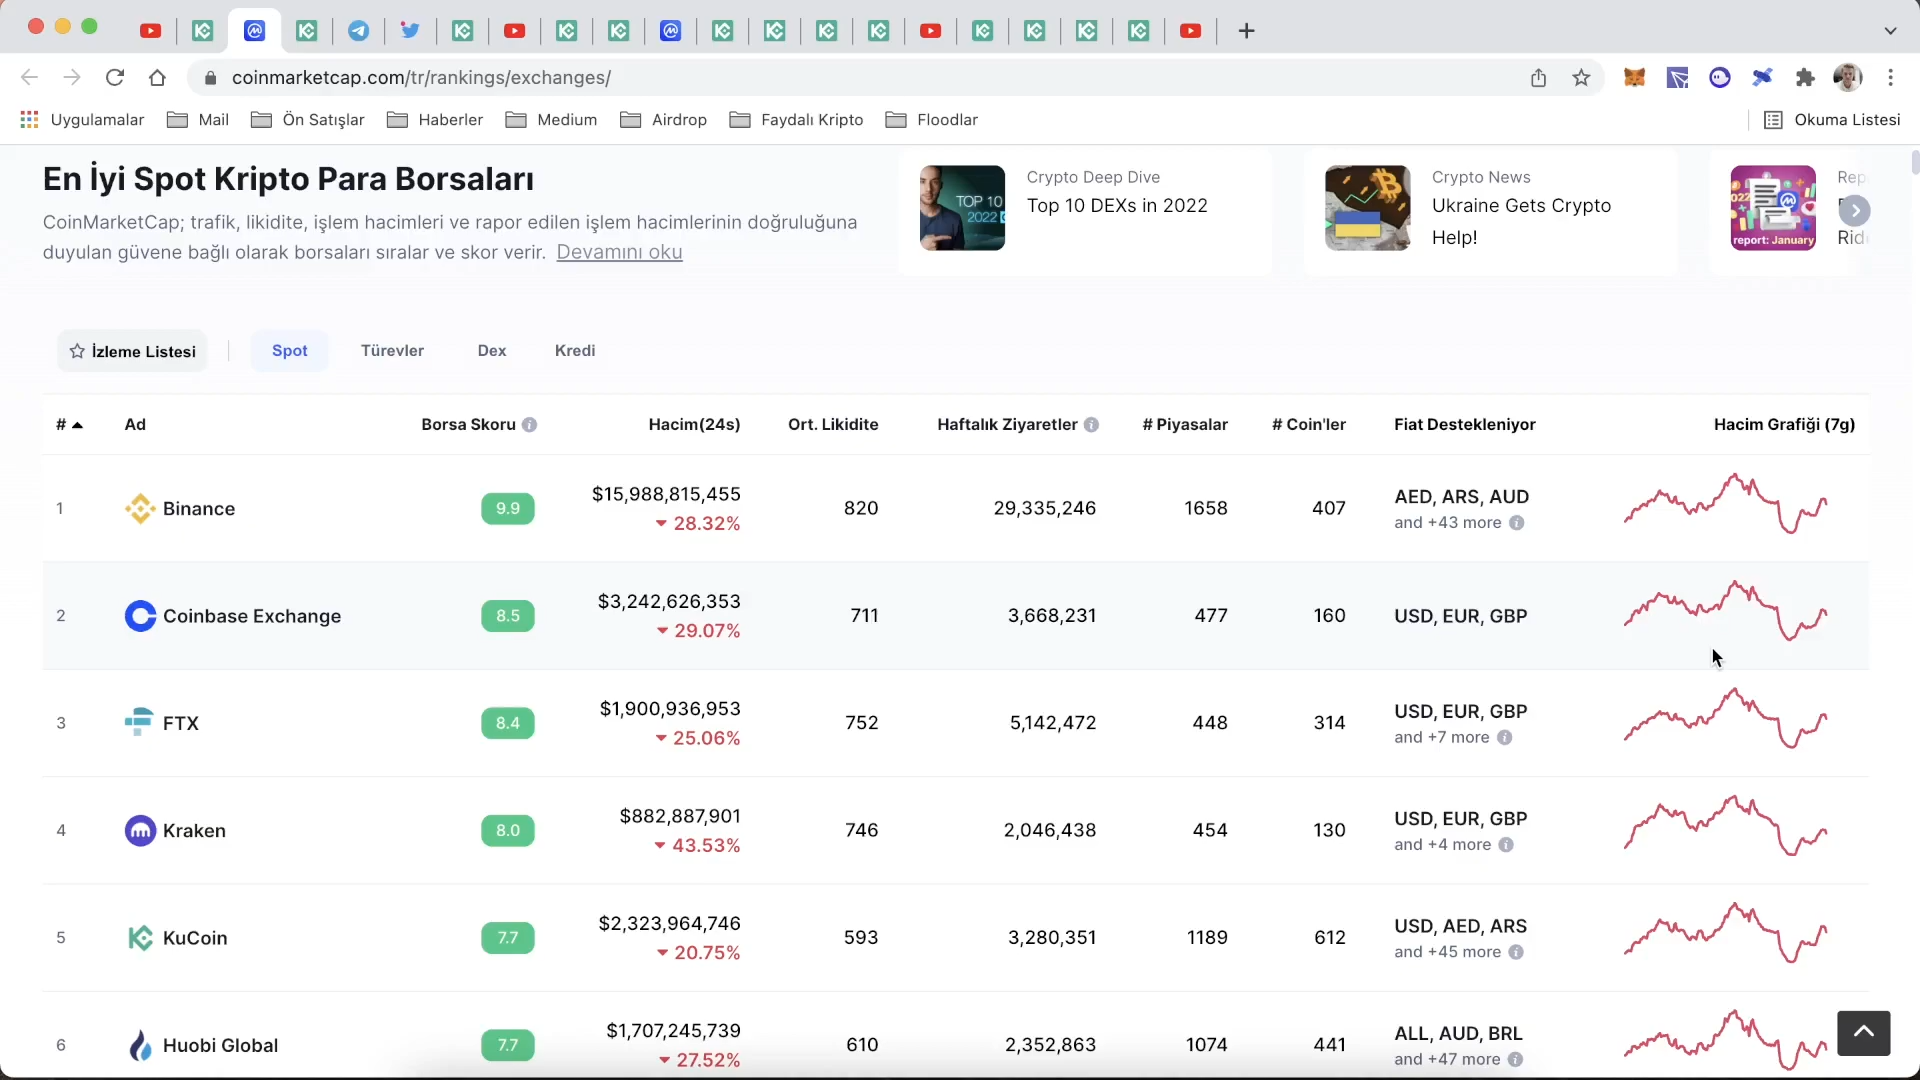 coinmarketcap.com/tr/rankings/exchanges/
Uygulamalar Mail Ön Satışlar Haberler Medium Airdrop Faydalı Kripto Floodlar Okuma Listesi
En İyi Spot Kripto Para Borsaları
CoinMarketCap; trafik, likidite, işlem hacimleri ve rapor edilen işlem hacimlerinin doğruluğuna
duyulan güvene bağlı olarak borsaları sıralar ve skor verir. Devamını oku
TOP 10
2022
Crypto Deep Dive
Top 10 DEXs in 2022
Crypto News
Ukraine Gets Crypto
Help!
report: January
Rep
Rid
İzleme Listesi Spot Türevler Dex Kredi
# Ad Borsa Skoru Hacim(24s) Ort. Likidite Haftalık Ziyaretler # Piyasalar # Coin'ler Fiat Destekleniyor Hacim Grafiği (7g)
1 Binance 9.9 $15,988,815,455 820 29,335,246 1658 407 AED, ARS, AUD
28.32% and +43 more
2 Coinbase Exchange 8.5 $3,242,626,353 711 3,668,231 477 160 USD, EUR, GBP
29.07%
3 FTX 8.4 $1,900,936,953 752 5,142,472 448 314 USD, EUR, GBP
25.06% and +7 more
4 Kraken 8.0 $882,887,901 746 2,046,438 454 130 USD, EUR, GBP
43.53% and +4 more
5 KuCoin 7.7 $2,323,964,746 593 3,280,351 1189 612 USD, AED, ARS
20.75% and +45 more
6 Huobi Global 7.7 $1,707,245,739 610 2,352,863 1074 441 ALL, AUD, BRL
27.52% and +47 more